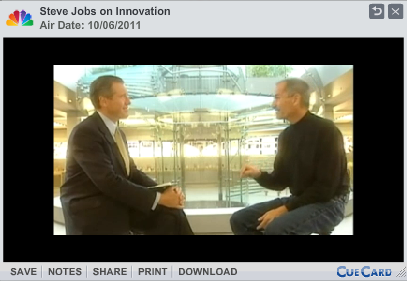 Steve Jobs on Innovation
Air Date: 10/06/2011
SAVE NOTES SHARE PRINT DOWNLOAD CUECARD